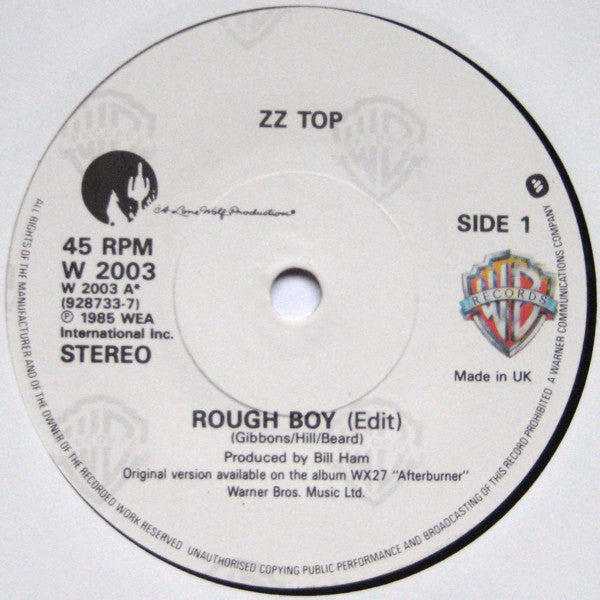 ZZ TOP
A Lone Wolf Production®
45 RPM
W 2003
W 2003 A*
(928733-7)
℗ 1985 WEA
International Inc.
STEREO
SIDE 1
WB
RECORDS
Made in UK
ROUGH BOY (Edit)
(Gibbons/Hill/Beard)
Produced by Bill Ham
Original version available on the album WX27 "Afterburner"
Warner Bros. Music Ltd.
ALL RIGHTS OF THE MANUFACTURER AND OF THE OWNER OF THE RECORDED WORK RESERVED UNAUTHORISED COPYING PUBLIC PERFORMANCE AND BROADCASTING OF THIS RECORD PROHIBITED A WARNER COMMUNICATIONS COMPANY